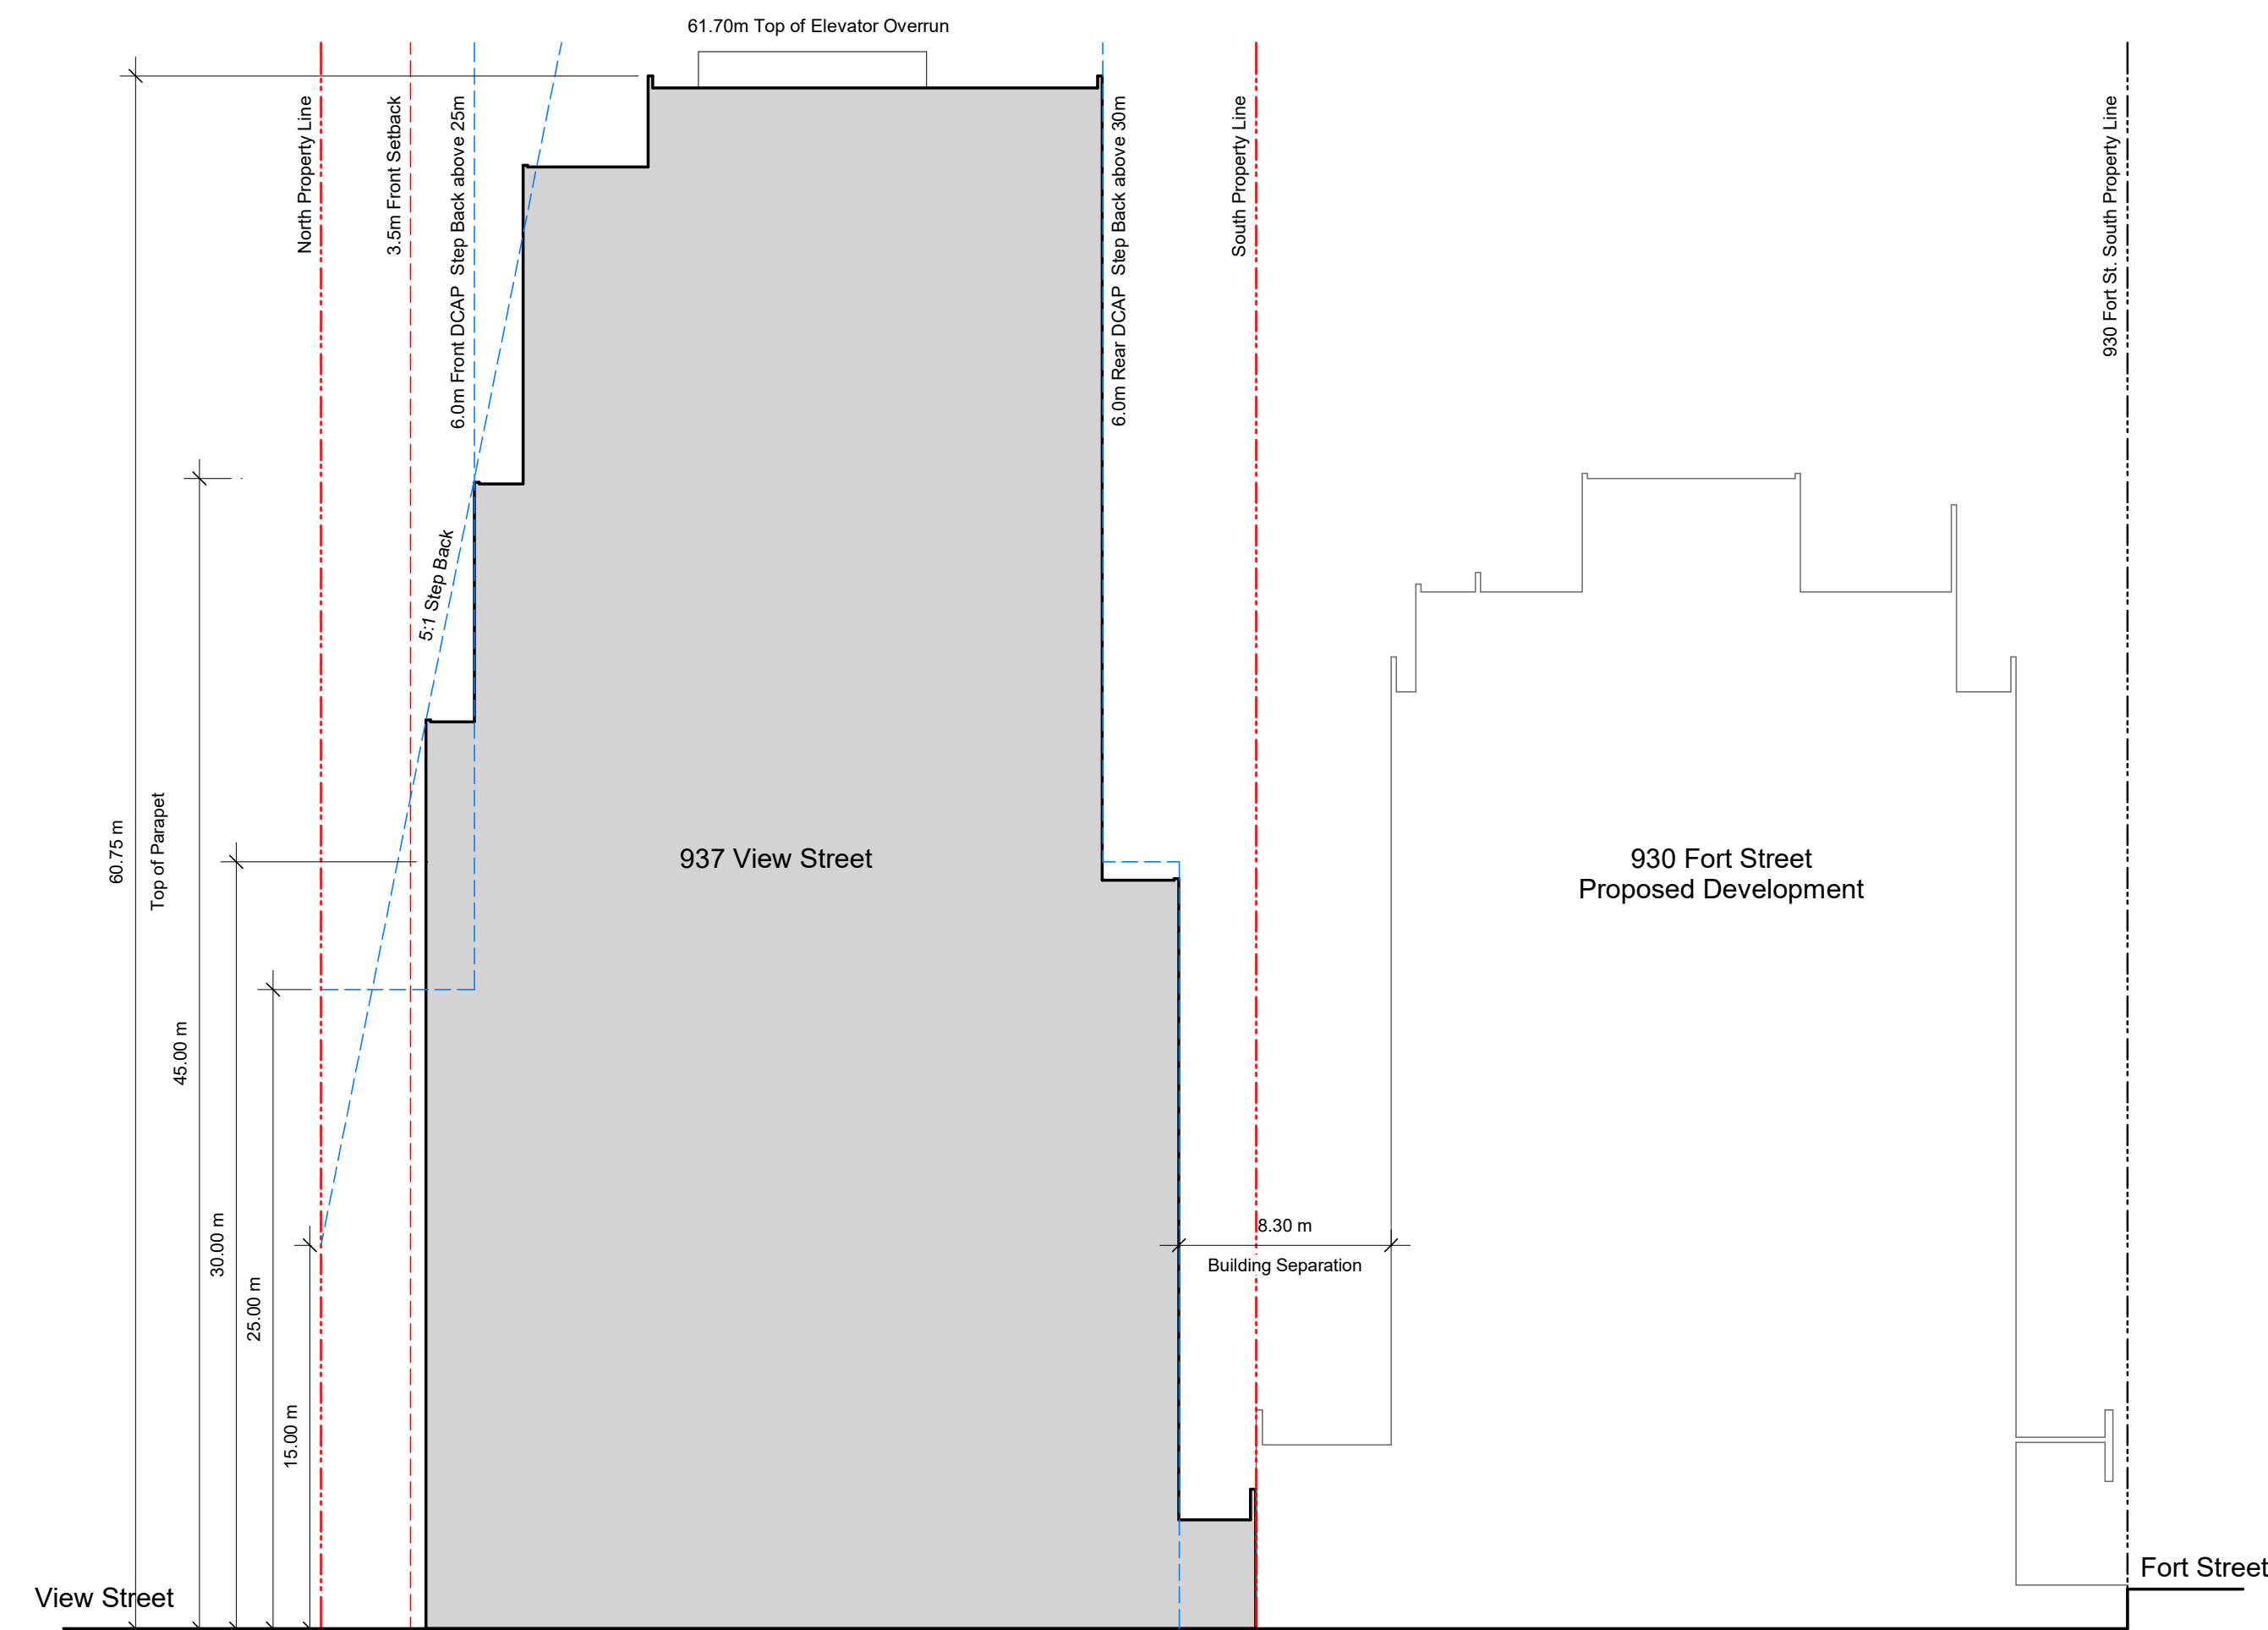 61.70m Top of Elevator Overrun
North Property Line
3.5m Front Setback
6.0m Front DCAP Step Back above 25m
6.0m Rear DCAP Step Back above 30m
South Property Line
930 Fort St. South Property Line
5:1 Step Back
60.75 m
Top of Parapet
45.00 m
30.00 m
25.00 m
15.00 m
937 View Street
930 Fort Street
Proposed Development
8.30 m
Building Separation
View Street
Fort Street